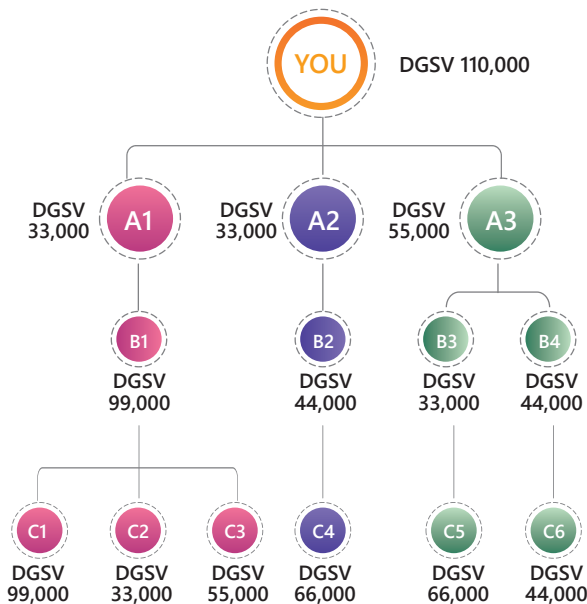 YOU
DGSV 110,000
A1
DGSV
33,000
A2
DGSV
33,000
A3
DGSV
55,000
B1
DGSV
99,000
B2
DGSV
44,000
B3
DGSV
33,000
B4
DGSV
44,000
C1
DGSV
99,000
C2
DGSV
33,000
C3
DGSV
55,000
C4
DGSV
66,000
C5
DGSV
66,000
C6
DGSV
44,000